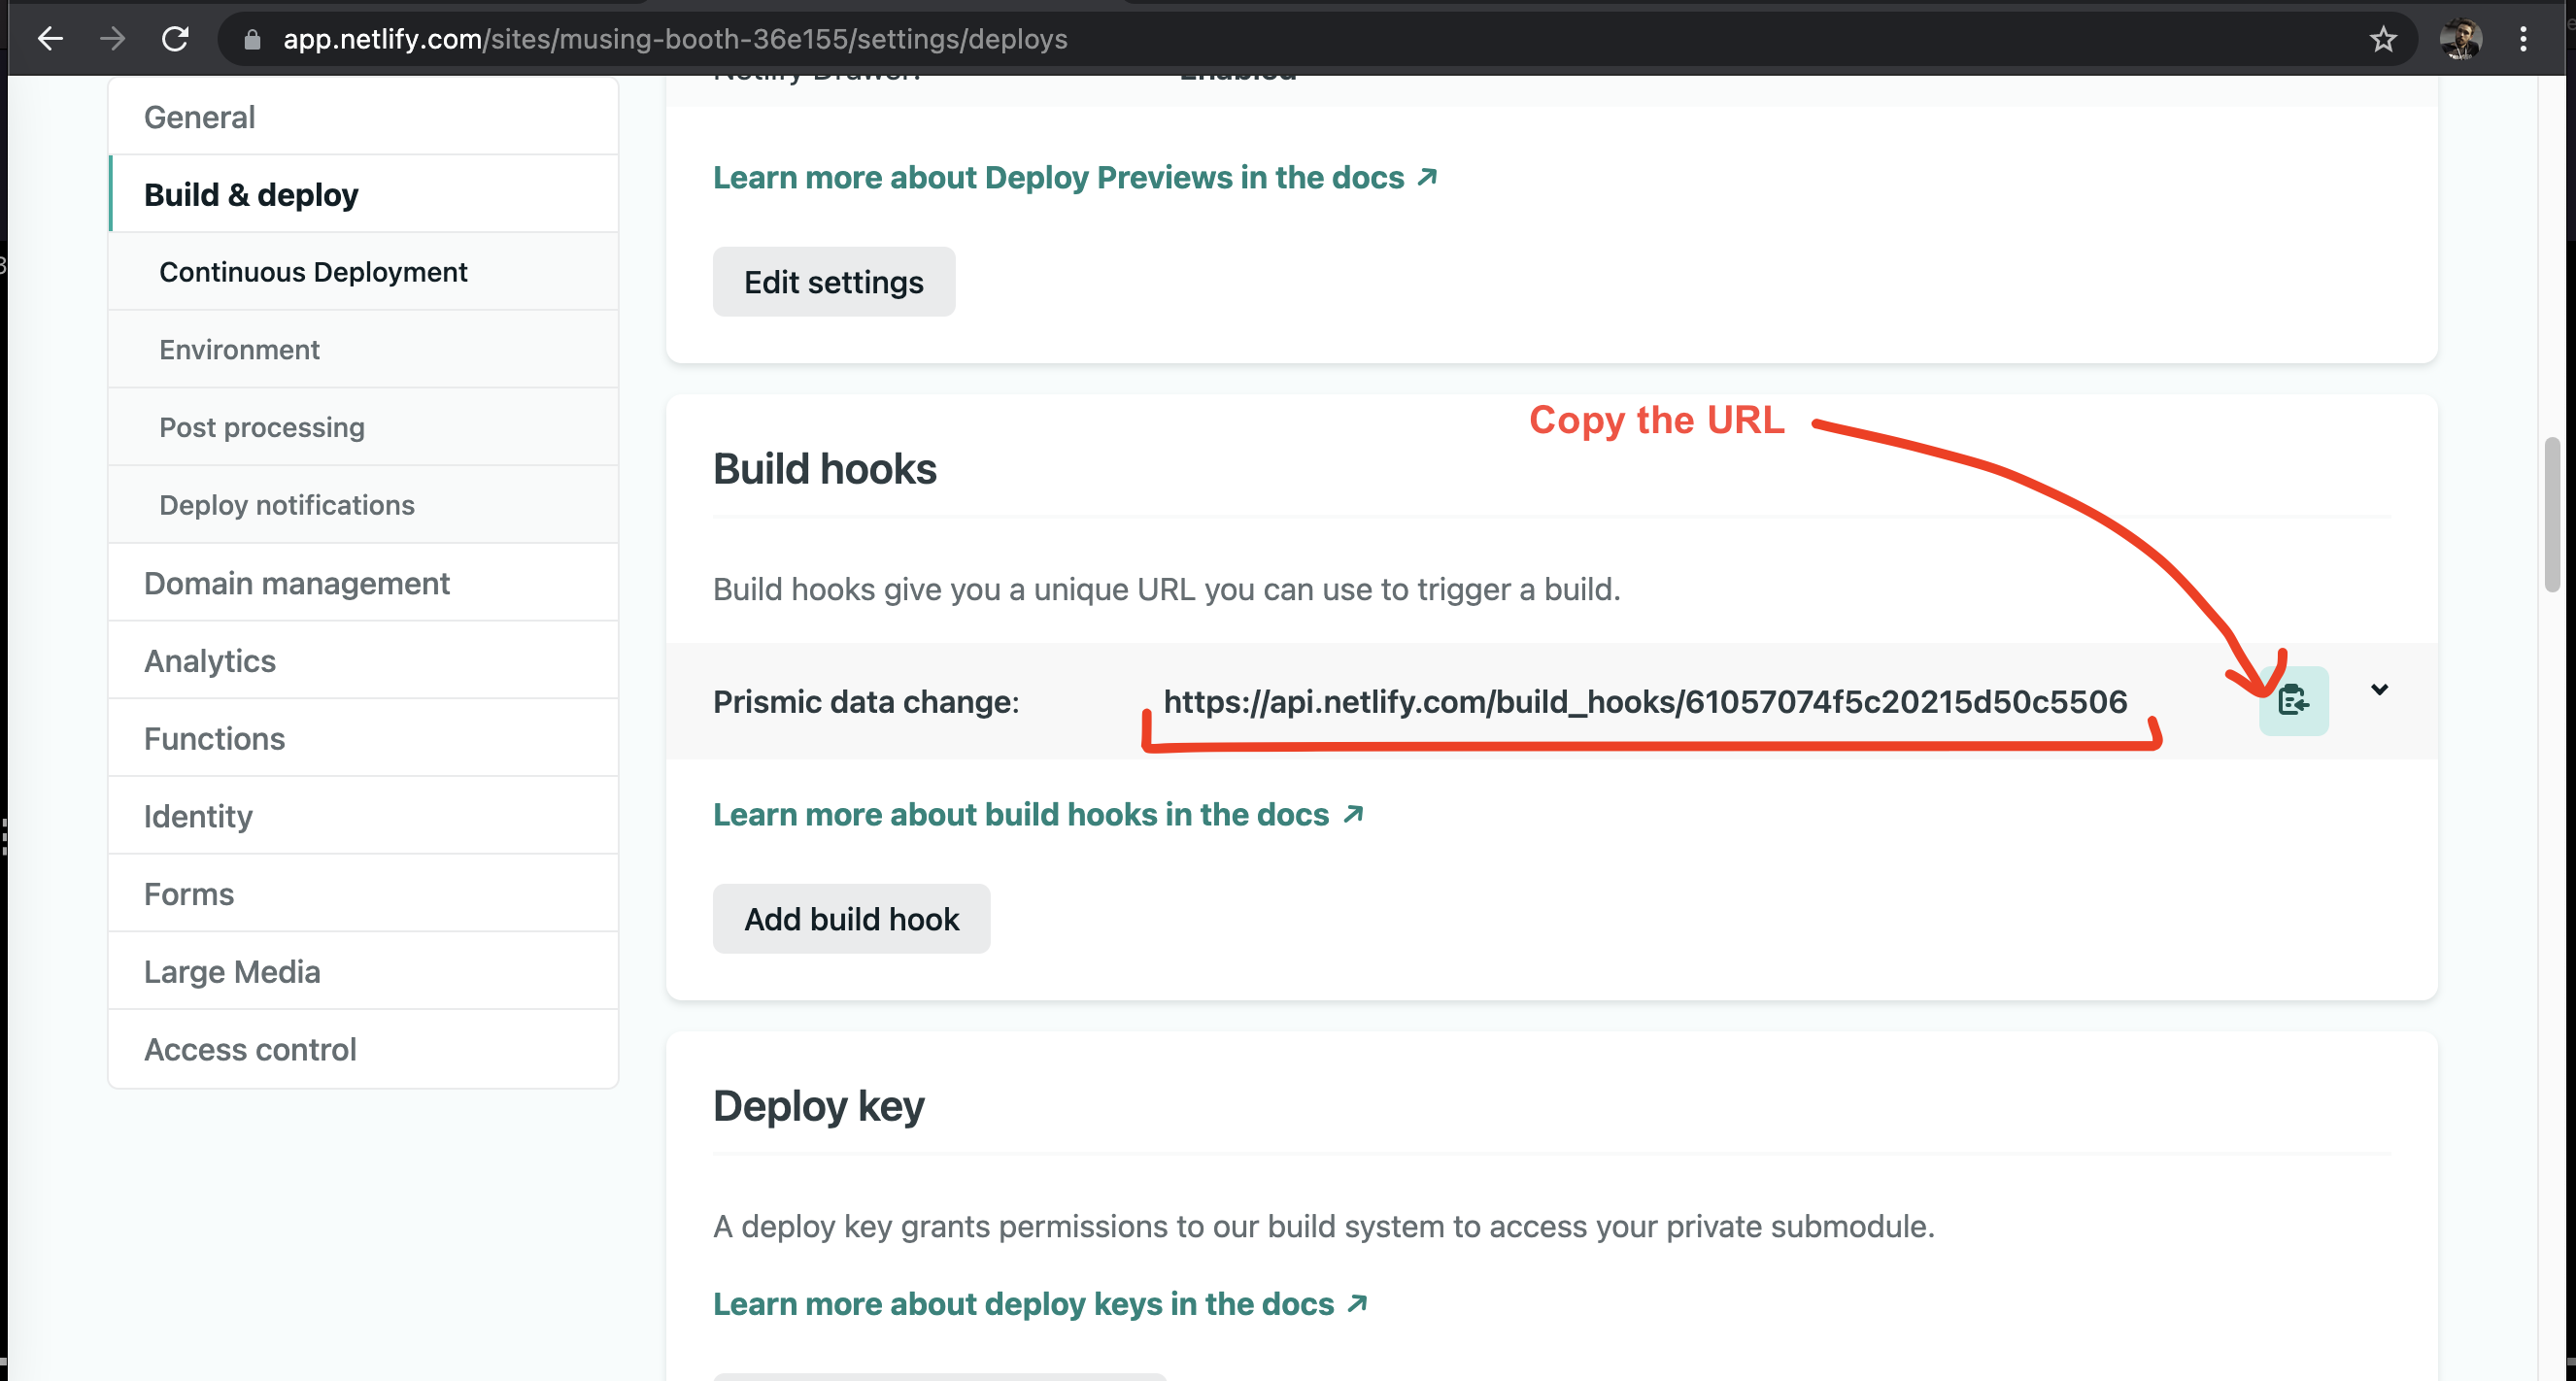 app.netlify.com/sites/musing-booth-36e155/settings/deploys
General
Build & deploy
Continuous Deployment
Environment
Post processing
Deploy notifications
Domain management
Analytics
Functions
Identity
Forms
Large Media
Access control
Netlify Drawer: Enabled
Learn more about Deploy Previews in the docs ↗
Edit settings
Copy the URL
Build hooks
Build hooks give you a unique URL you can use to trigger a build.
Prismic data change: https://api.netlify.com/build_hooks/61057074f5c20215d50c5506
Learn more about build hooks in the docs ↗
Add build hook
Deploy key
A deploy key grants permissions to our build system to access your private submodule.
Learn more about deploy keys in the docs ↗